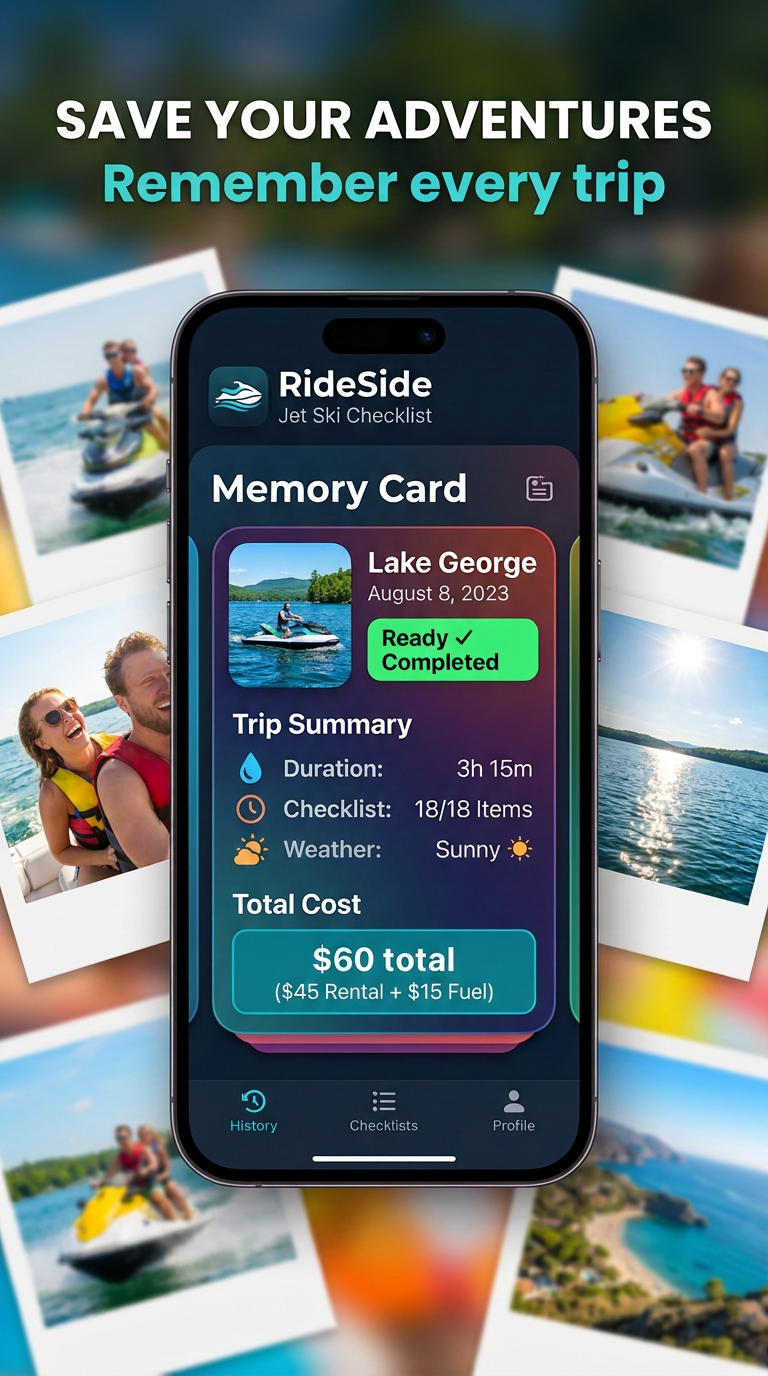 SAVE YOUR ADVENTURES
Remember every trip
RideSide
Jet Ski Checklist
Memory Card
Lake George
August 8, 2023
Ready ✓
Completed
Trip Summary
Duration: 3h 15m
Checklist: 18/18 Items
Weather: Sunny
Total Cost
$60 total
($45 Rental + $15 Fuel)
History Checklists Profile